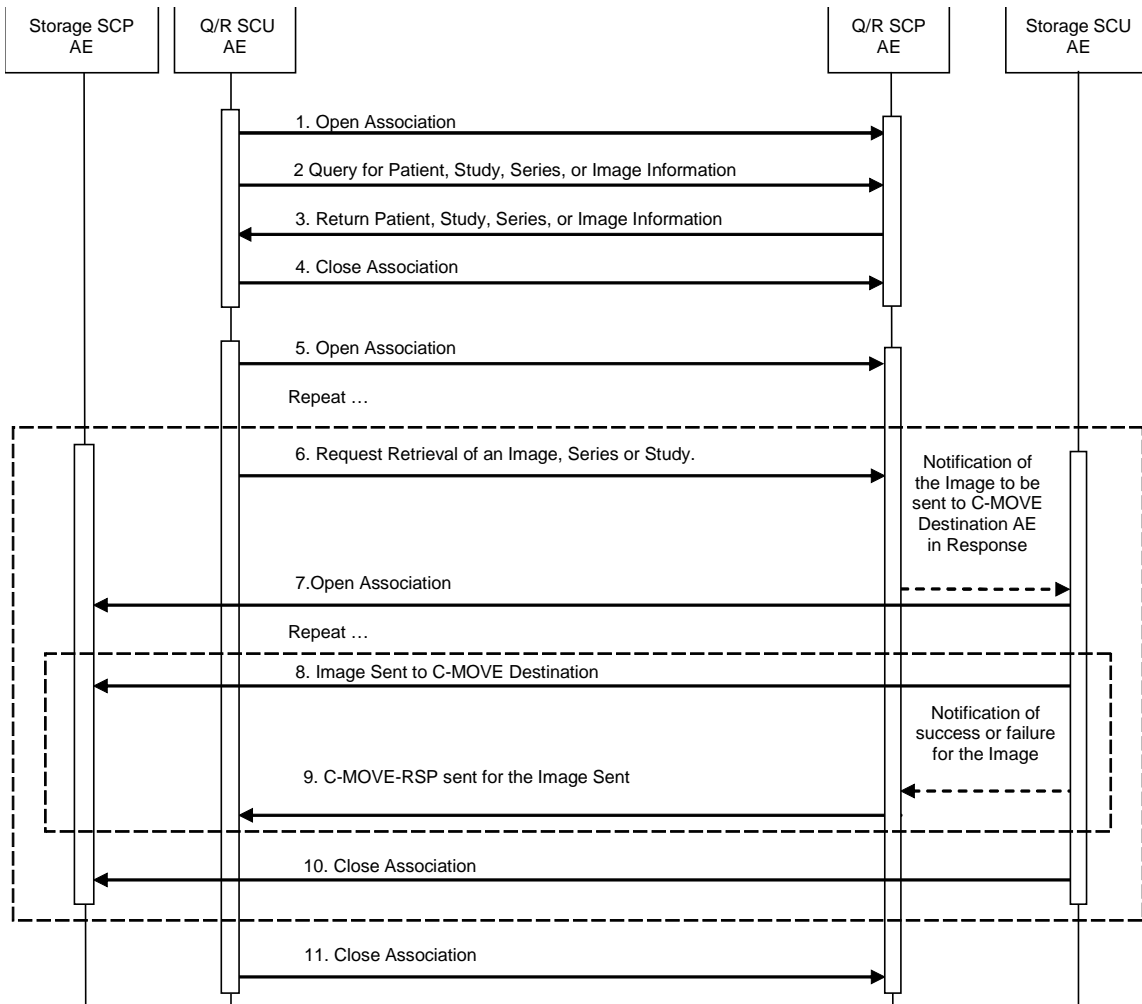 Storage SCP
AE
Q/R SCU
AE
Q/R SCP
AE
Storage SCU
AE
1. Open Association
2 Query for Patient, Study, Series, or Image Information
3. Return Patient, Study, Series, or Image Information
4. Close Association
5. Open Association
Repeat …
6. Request Retrieval of an Image, Series or Study.
Notification of
the Image to be
sent to C-MOVE
Destination AE
in Response
7.Open Association
Repeat …
8. Image Sent to C-MOVE Destination
Notification of
success or failure
for the Image
9. C-MOVE-RSP sent for the Image Sent
10. Close Association
11. Close Association